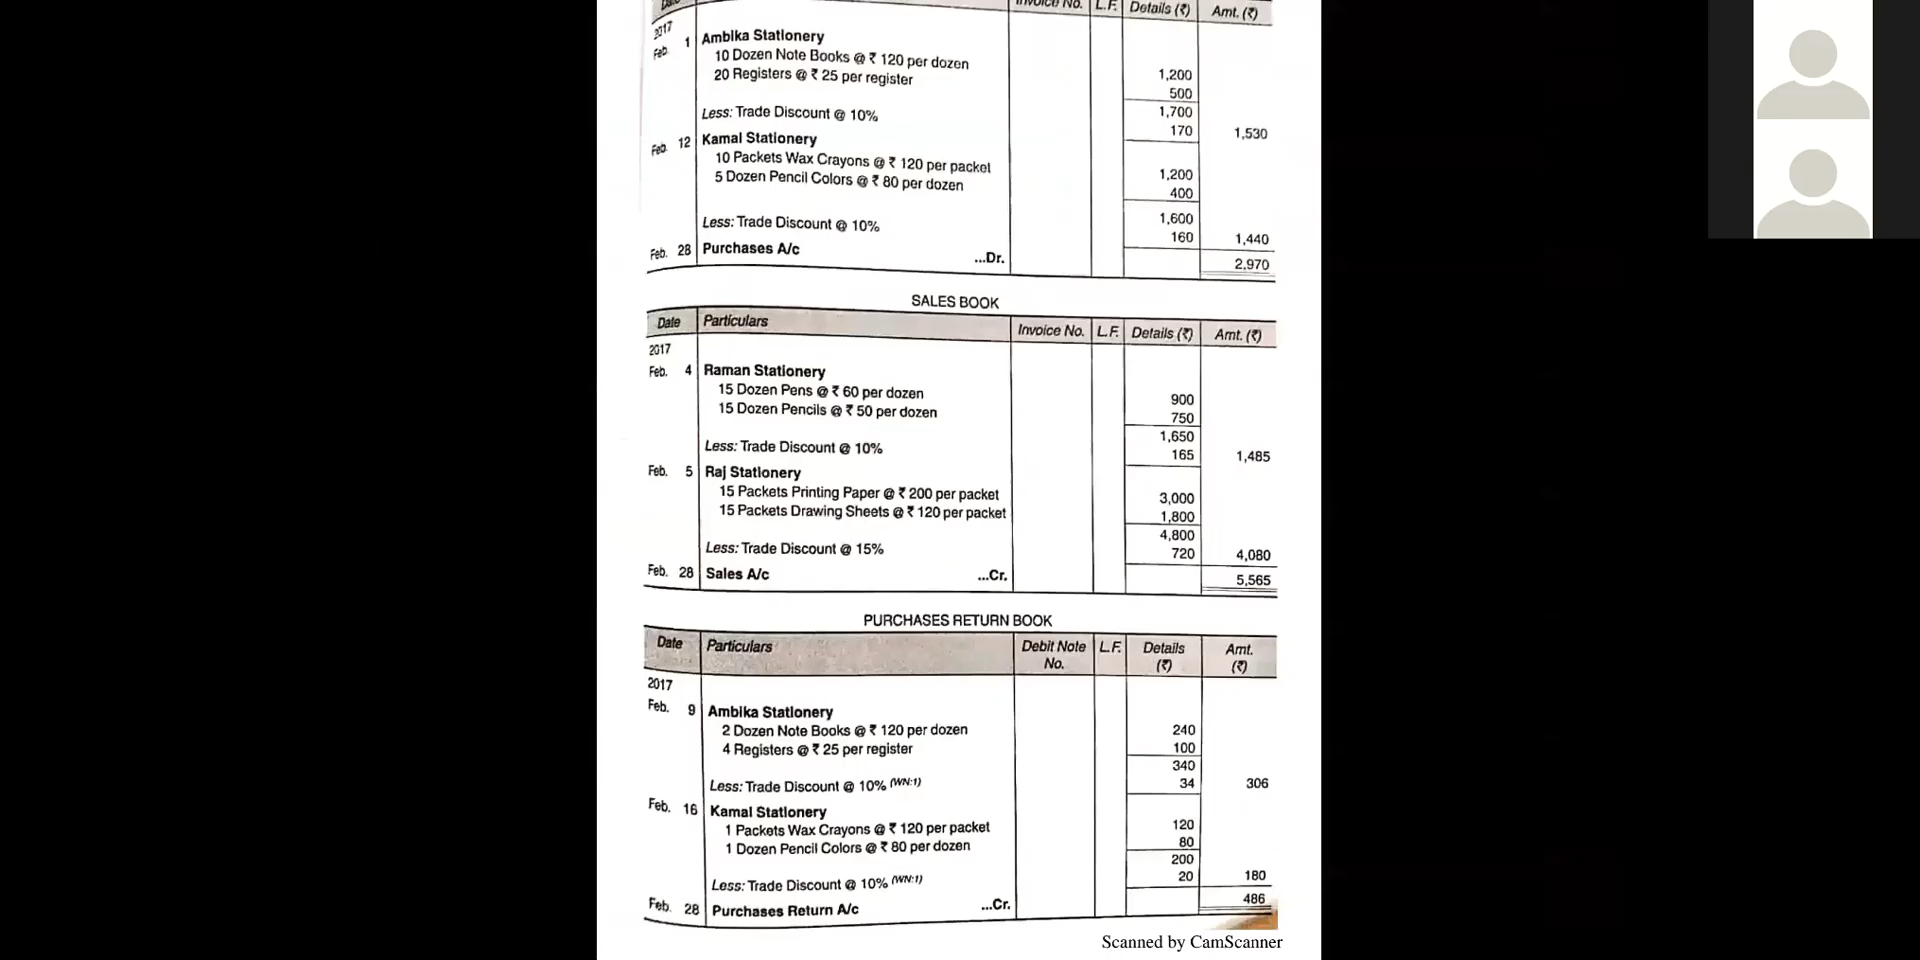 Date Invoice No. L.F. Details (₹) Amt. (₹)
2017
Feb. 1 Ambika Stationery
10 Dozen Note Books @ ₹ 120 per dozen 1,200
20 Registers @ ₹ 25 per register 500
1,700
Less: Trade Discount @ 10% 170 1,530
Feb. 12 Kamal Stationery
10 Packets Wax Crayons @ ₹ 120 per packet 1,200
5 Dozen Pencil Colors @ ₹ 80 per dozen 400
1,600
Less: Trade Discount @ 10% 160 1,440
Feb. 28 Purchases A/c ...Dr. 2,970
SALES BOOK
Date Particulars Invoice No. L.F. Details (₹) Amt. (₹)
2017
Feb. 4 Raman Stationery
15 Dozen Pens @ ₹ 60 per dozen 900
15 Dozen Pencils @ ₹ 50 per dozen 750
1,650
Less: Trade Discount @ 10% 165 1,485
Feb. 5 Raj Stationery
15 Packets Printing Paper @ ₹ 200 per packet 3,000
15 Packets Drawing Sheets @ ₹ 120 per packet 1,800
4,800
Less: Trade Discount @ 15% 720 4,080
Feb. 28 Sales A/c ...Cr. 5,565
PURCHASES RETURN BOOK
Date Particulars Debit Note No. L.F. Details (₹) Amt. (₹)
2017
Feb. 9 Ambika Stationery
2 Dozen Note Books @ ₹ 120 per dozen 240
4 Registers @ ₹ 25 per register 100
340
Less: Trade Discount @ 10% (WN:1) 34 306
Feb. 16 Kamal Stationery
1 Packets Wax Crayons @ ₹ 120 per packet 120
1 Dozen Pencil Colors @ ₹ 80 per dozen 80
200
Less: Trade Discount @ 10% (WN:1) 20 180
Feb. 28 Purchases Return A/c ...Cr. 486
Scanned by CamScanner